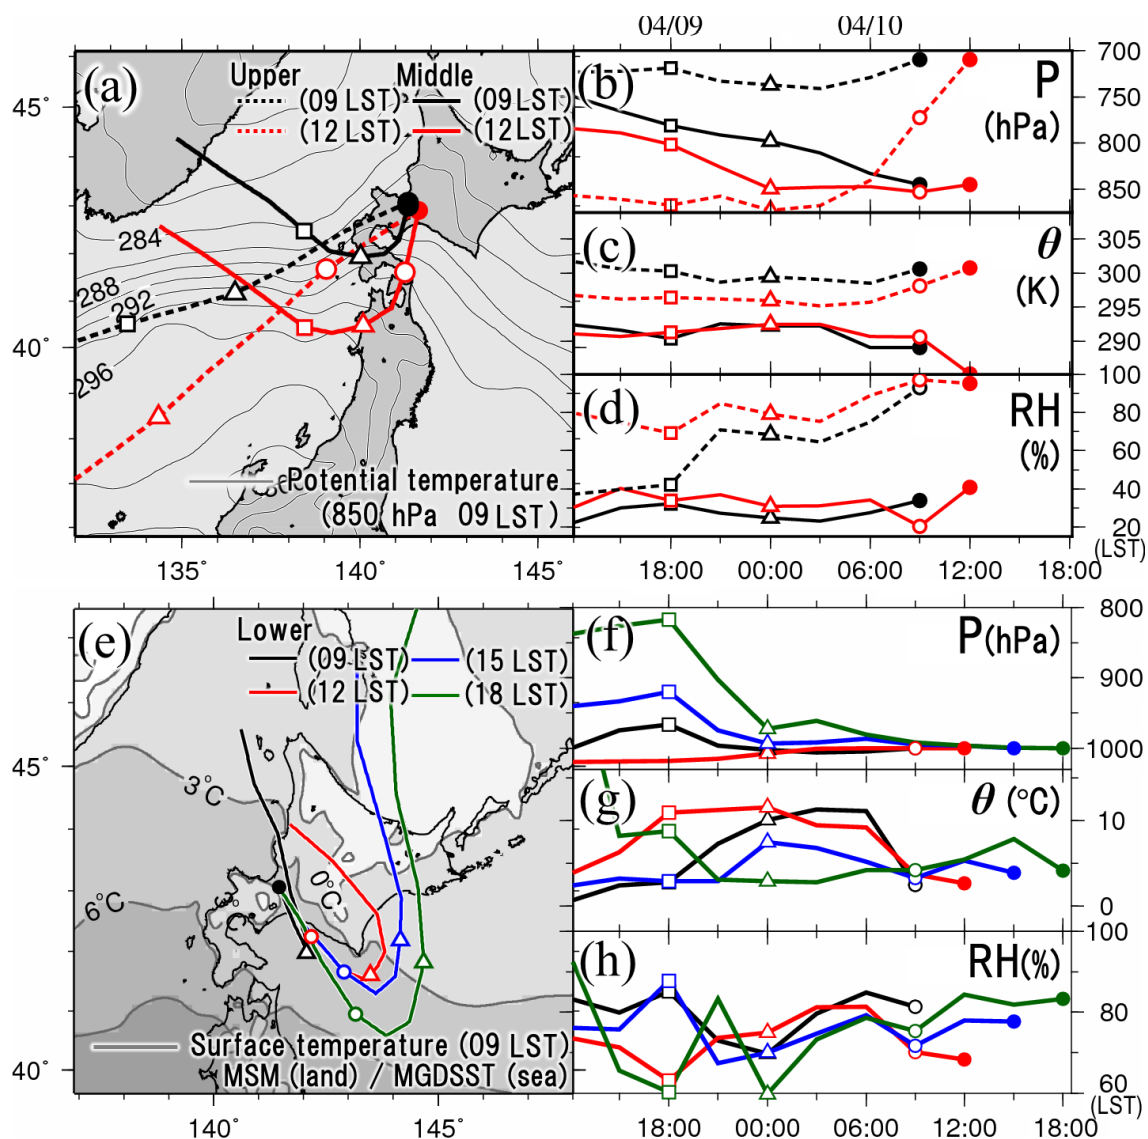 04/09 04/10
(a) Upper Middle
(09 LST) (09 LST)
(12 LST) (12 LST)
45°
40°
284
288
292
296
Potential temperature
(850 hPa 09 LST)
135° 140° 145°
(b) P
(hPa)
700
750
800
850
(c) θ
(K)
305
300
295
290
(d) RH
(%)
100
80
60
40
20
(LST)
18:00 00:00 06:00 12:00 18:00
(e) Lower
(09 LST) (15 LST)
(12 LST) (18 LST)
45°
40°
3°C
6°C
0°C
Surface temperature (09 LST)
MSM (land) / MGDSST (sea)
140° 145°
(f) P(hPa)
800
900
1000
(g) θ (°C)
10
0
(h) RH(%)
100
80
60
(LST)
18:00 00:00 06:00 12:00 18:00